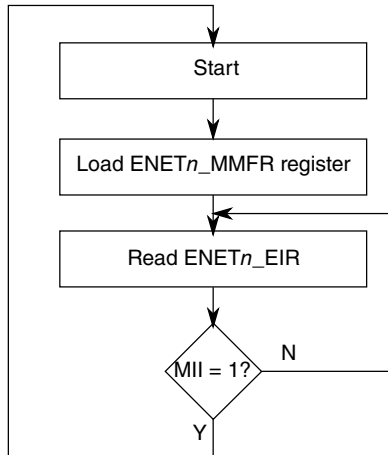 Start
Load ENETn_MMFR register
Read ENETn_EIR
MII = 1?
N
Y